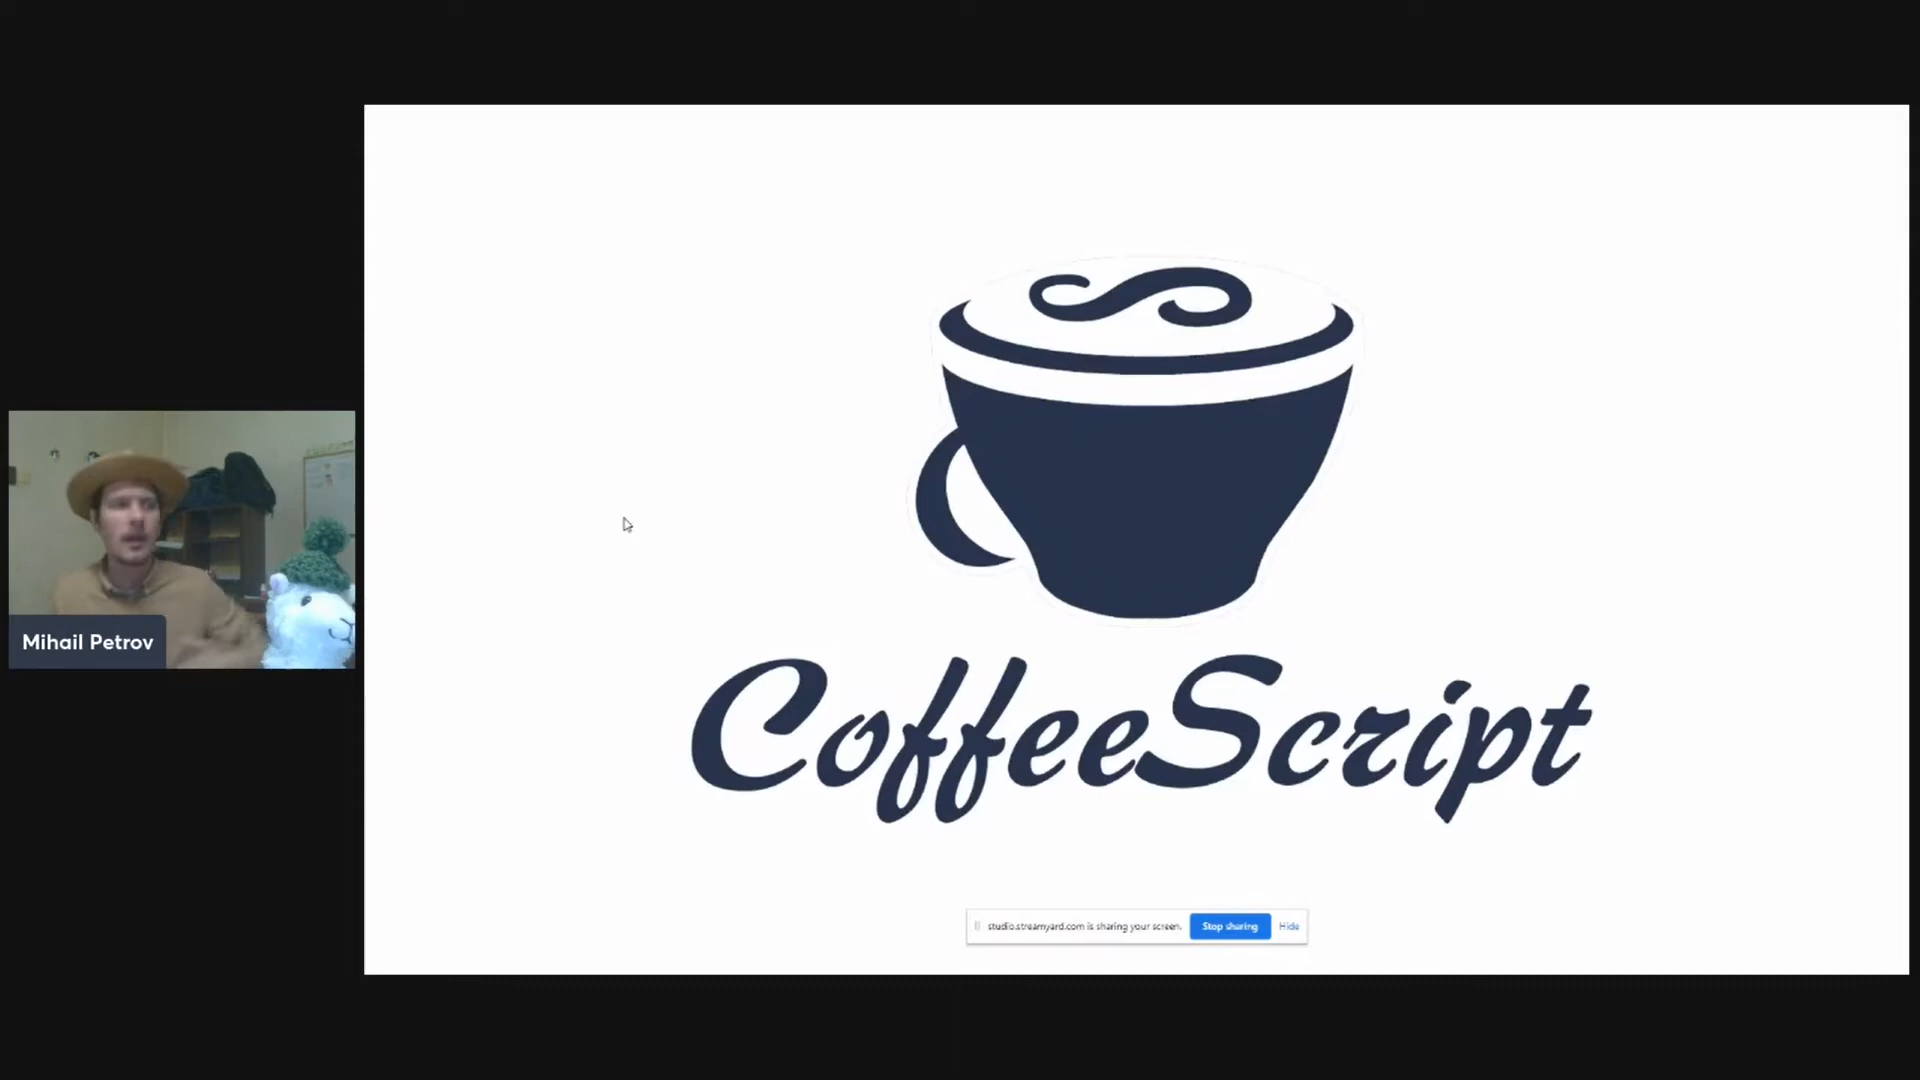 Mihail Petrov
CoffeeScript
studio.streamyard.com is sharing your screen. Stop sharing Hide